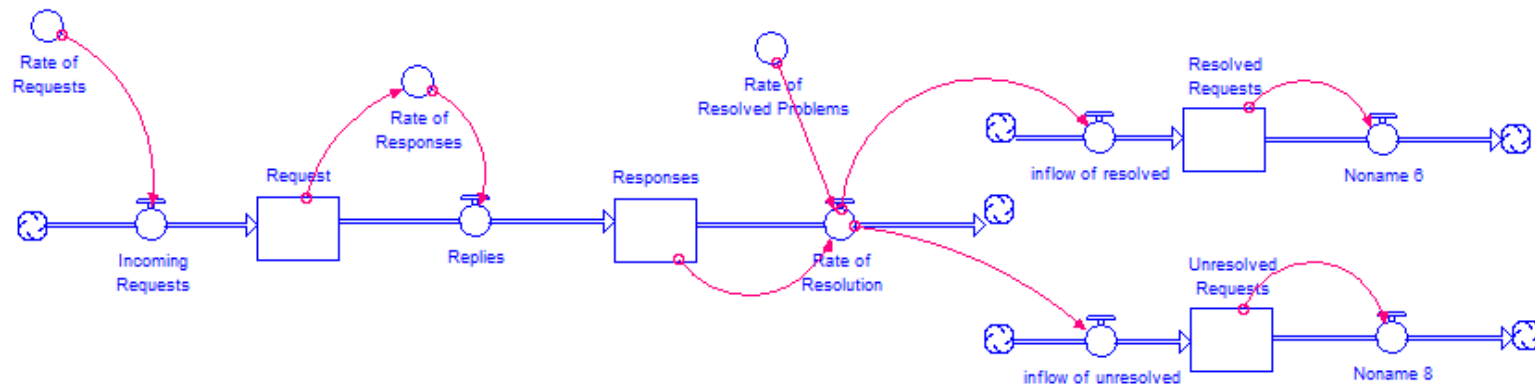 Rate of
Requests
Rate of
Responses
Rate of
Resolved Problems
Resolved
Requests
inflow of resolved
Noname 6
Request
Responses
Incoming
Requests
Replies
Rate of
Resolution
Unresolved
Requests
inflow of unresolved
Noname 8